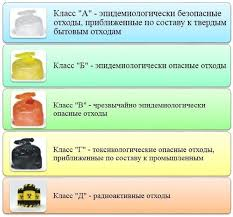 Класс "А" - эпидемиологически безопасные
отходы, приближенные по составу к твердым
бытовым отходам
Класс "Б" - эпидемиологически опасные отходы
Класс "В" - чрезвычайно эпидемиологически
опасные отходы
Класс "Г" - токсикологические опасные отходы,
приближенные по составу к промышленным
Класс "Д" - радиоактивные отходы